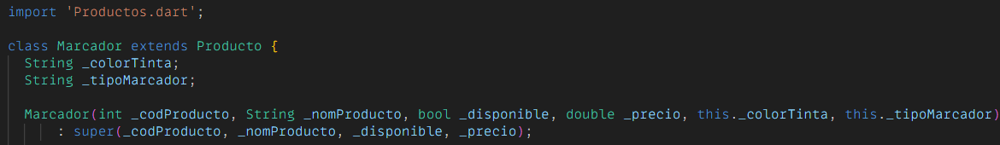 import 'Productos.dart';
class Marcador extends Producto {
String _colorTinta;
String _tipoMarcador;
Marcador(int _codProducto, String _nomProducto, bool _disponible, double _precio, this._colorTinta, this._tipoMarcador)
: super(_codProducto, _nomProducto, _disponible, _precio);